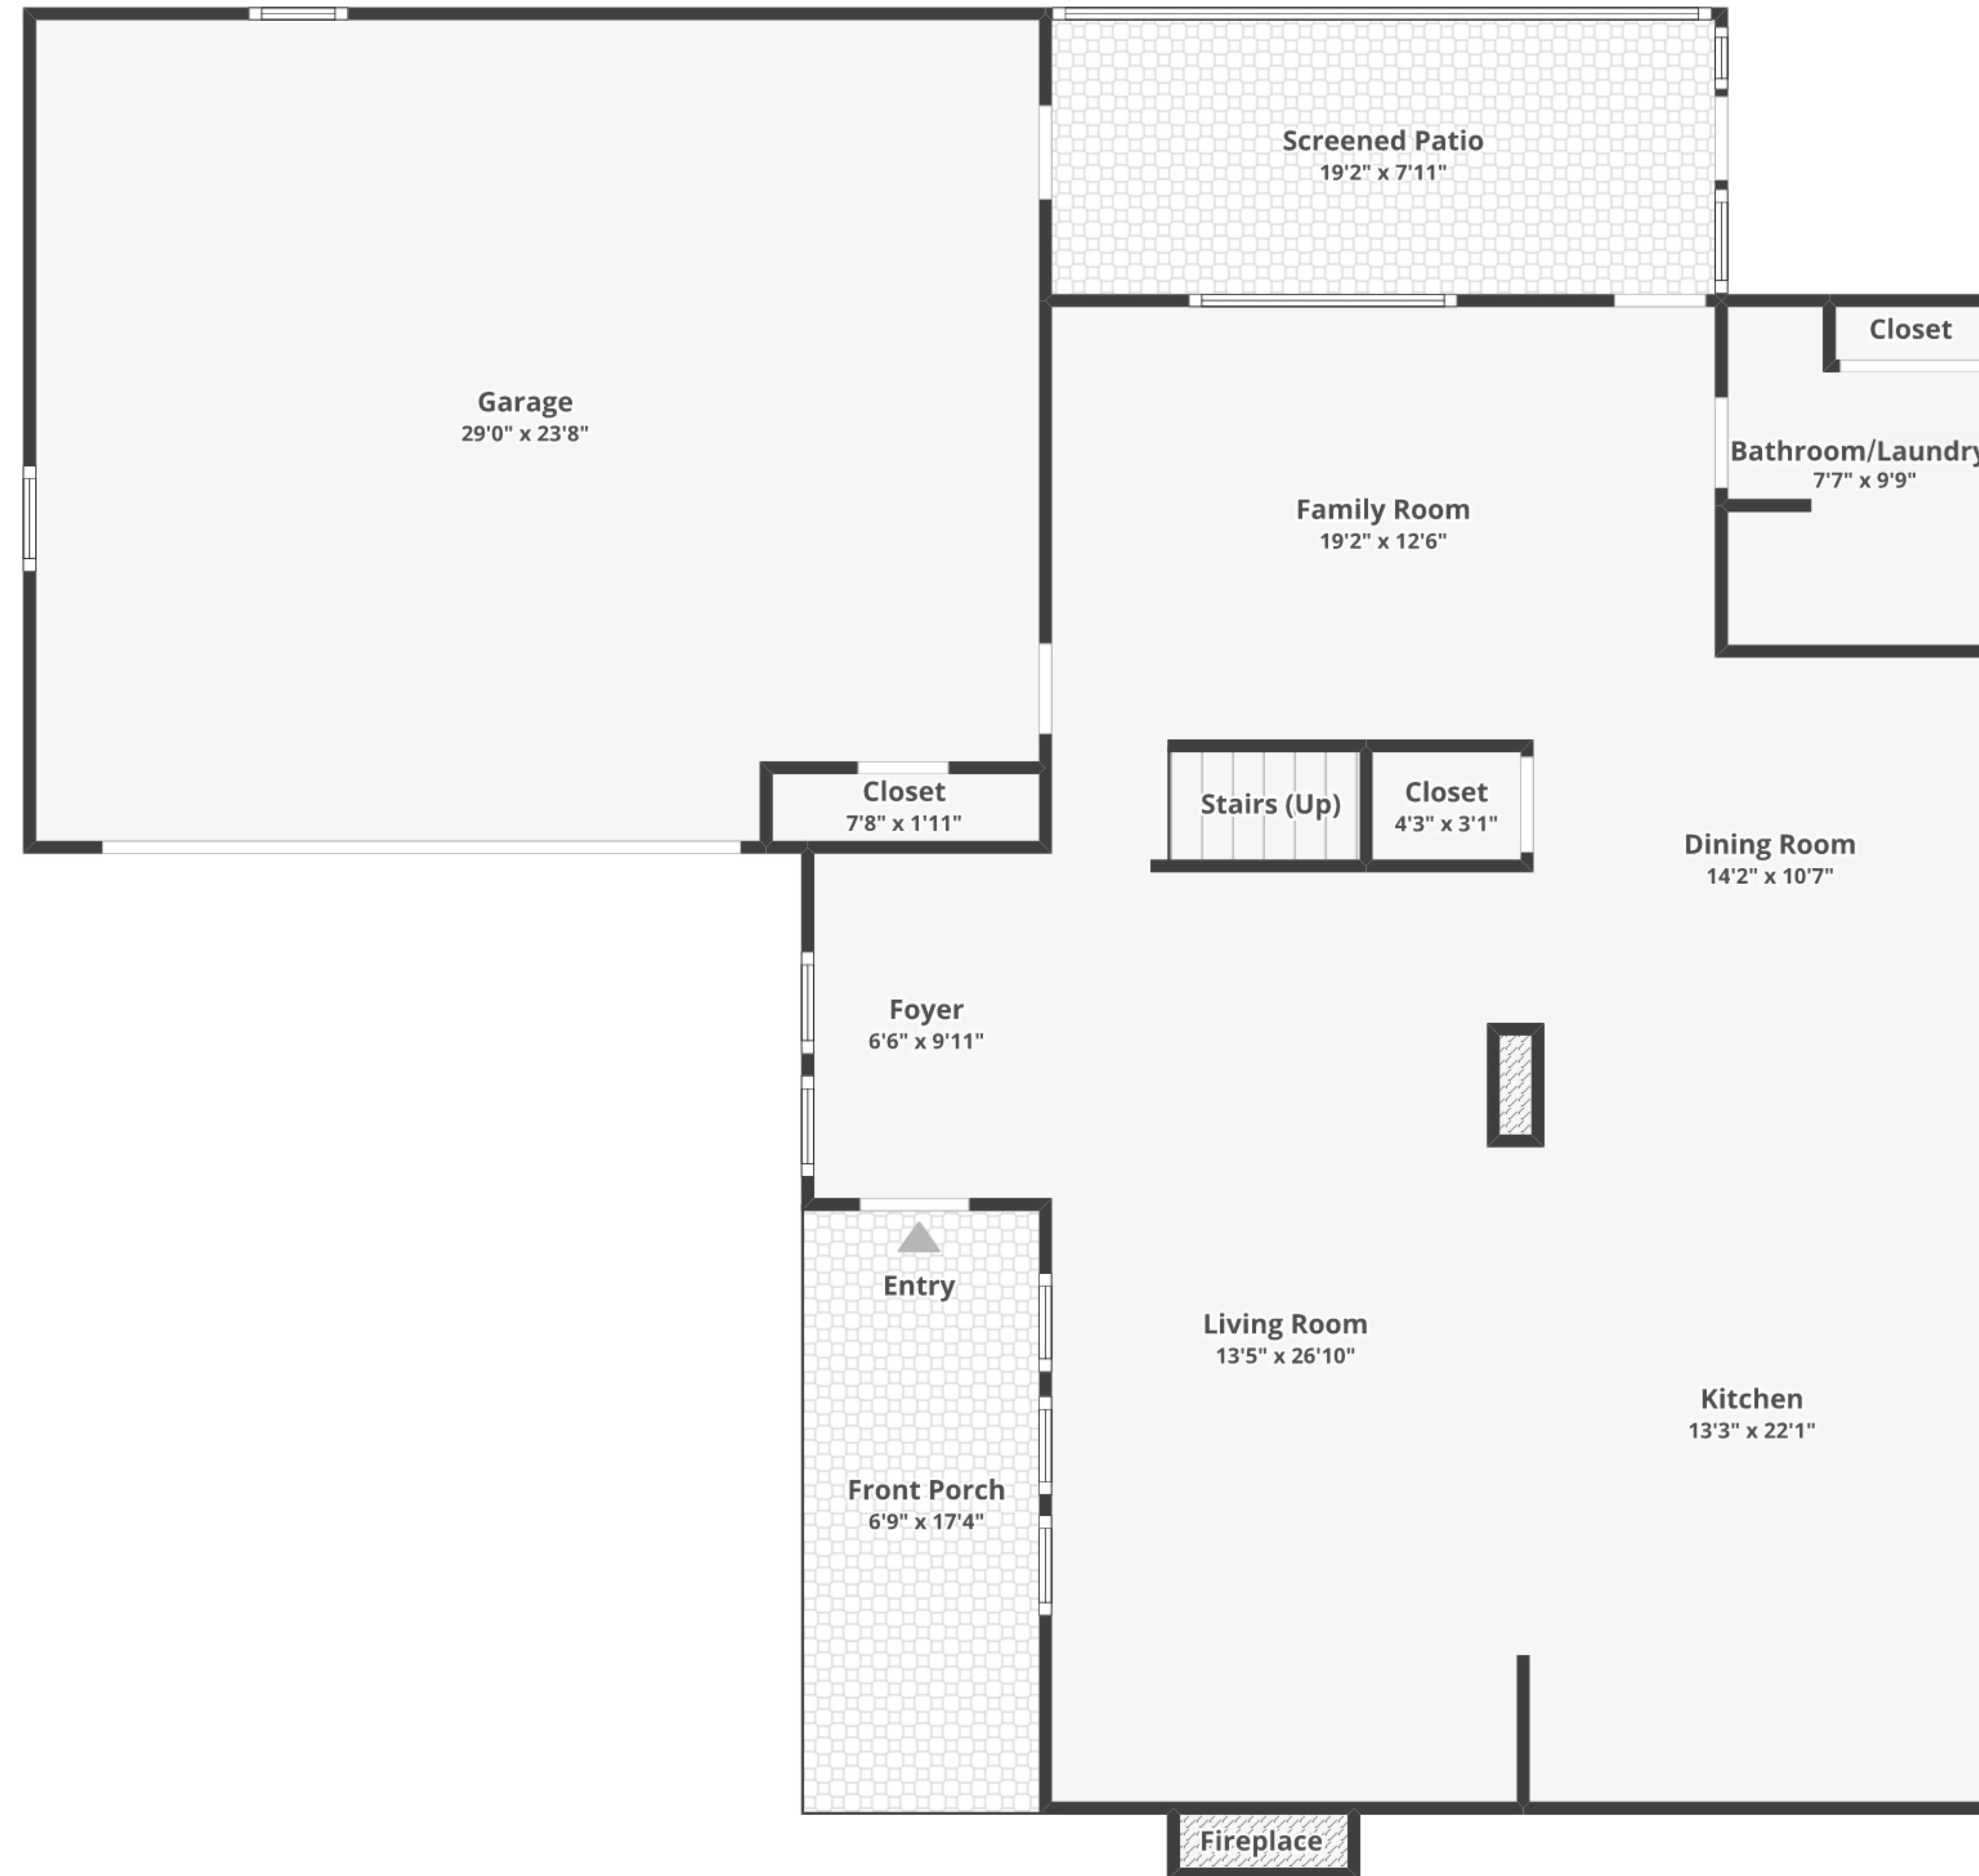 Screened Patio
19'2" x 7'11"
Closet
Garage
29'0" x 23'8"
Bathroom/Laundry
7'7" x 9'9"
Family Room
19'2" x 12'6"
Closet
7'8" x 1'11"
Stairs (Up)
Closet
4'3" x 3'1"
Dining Room
14'2" x 10'7"
Foyer
6'6" x 9'11"
Entry
Living Room
13'5" x 26'10"
Kitchen
13'3" x 22'1"
Front Porch
6'9" x 17'4"
Fireplace